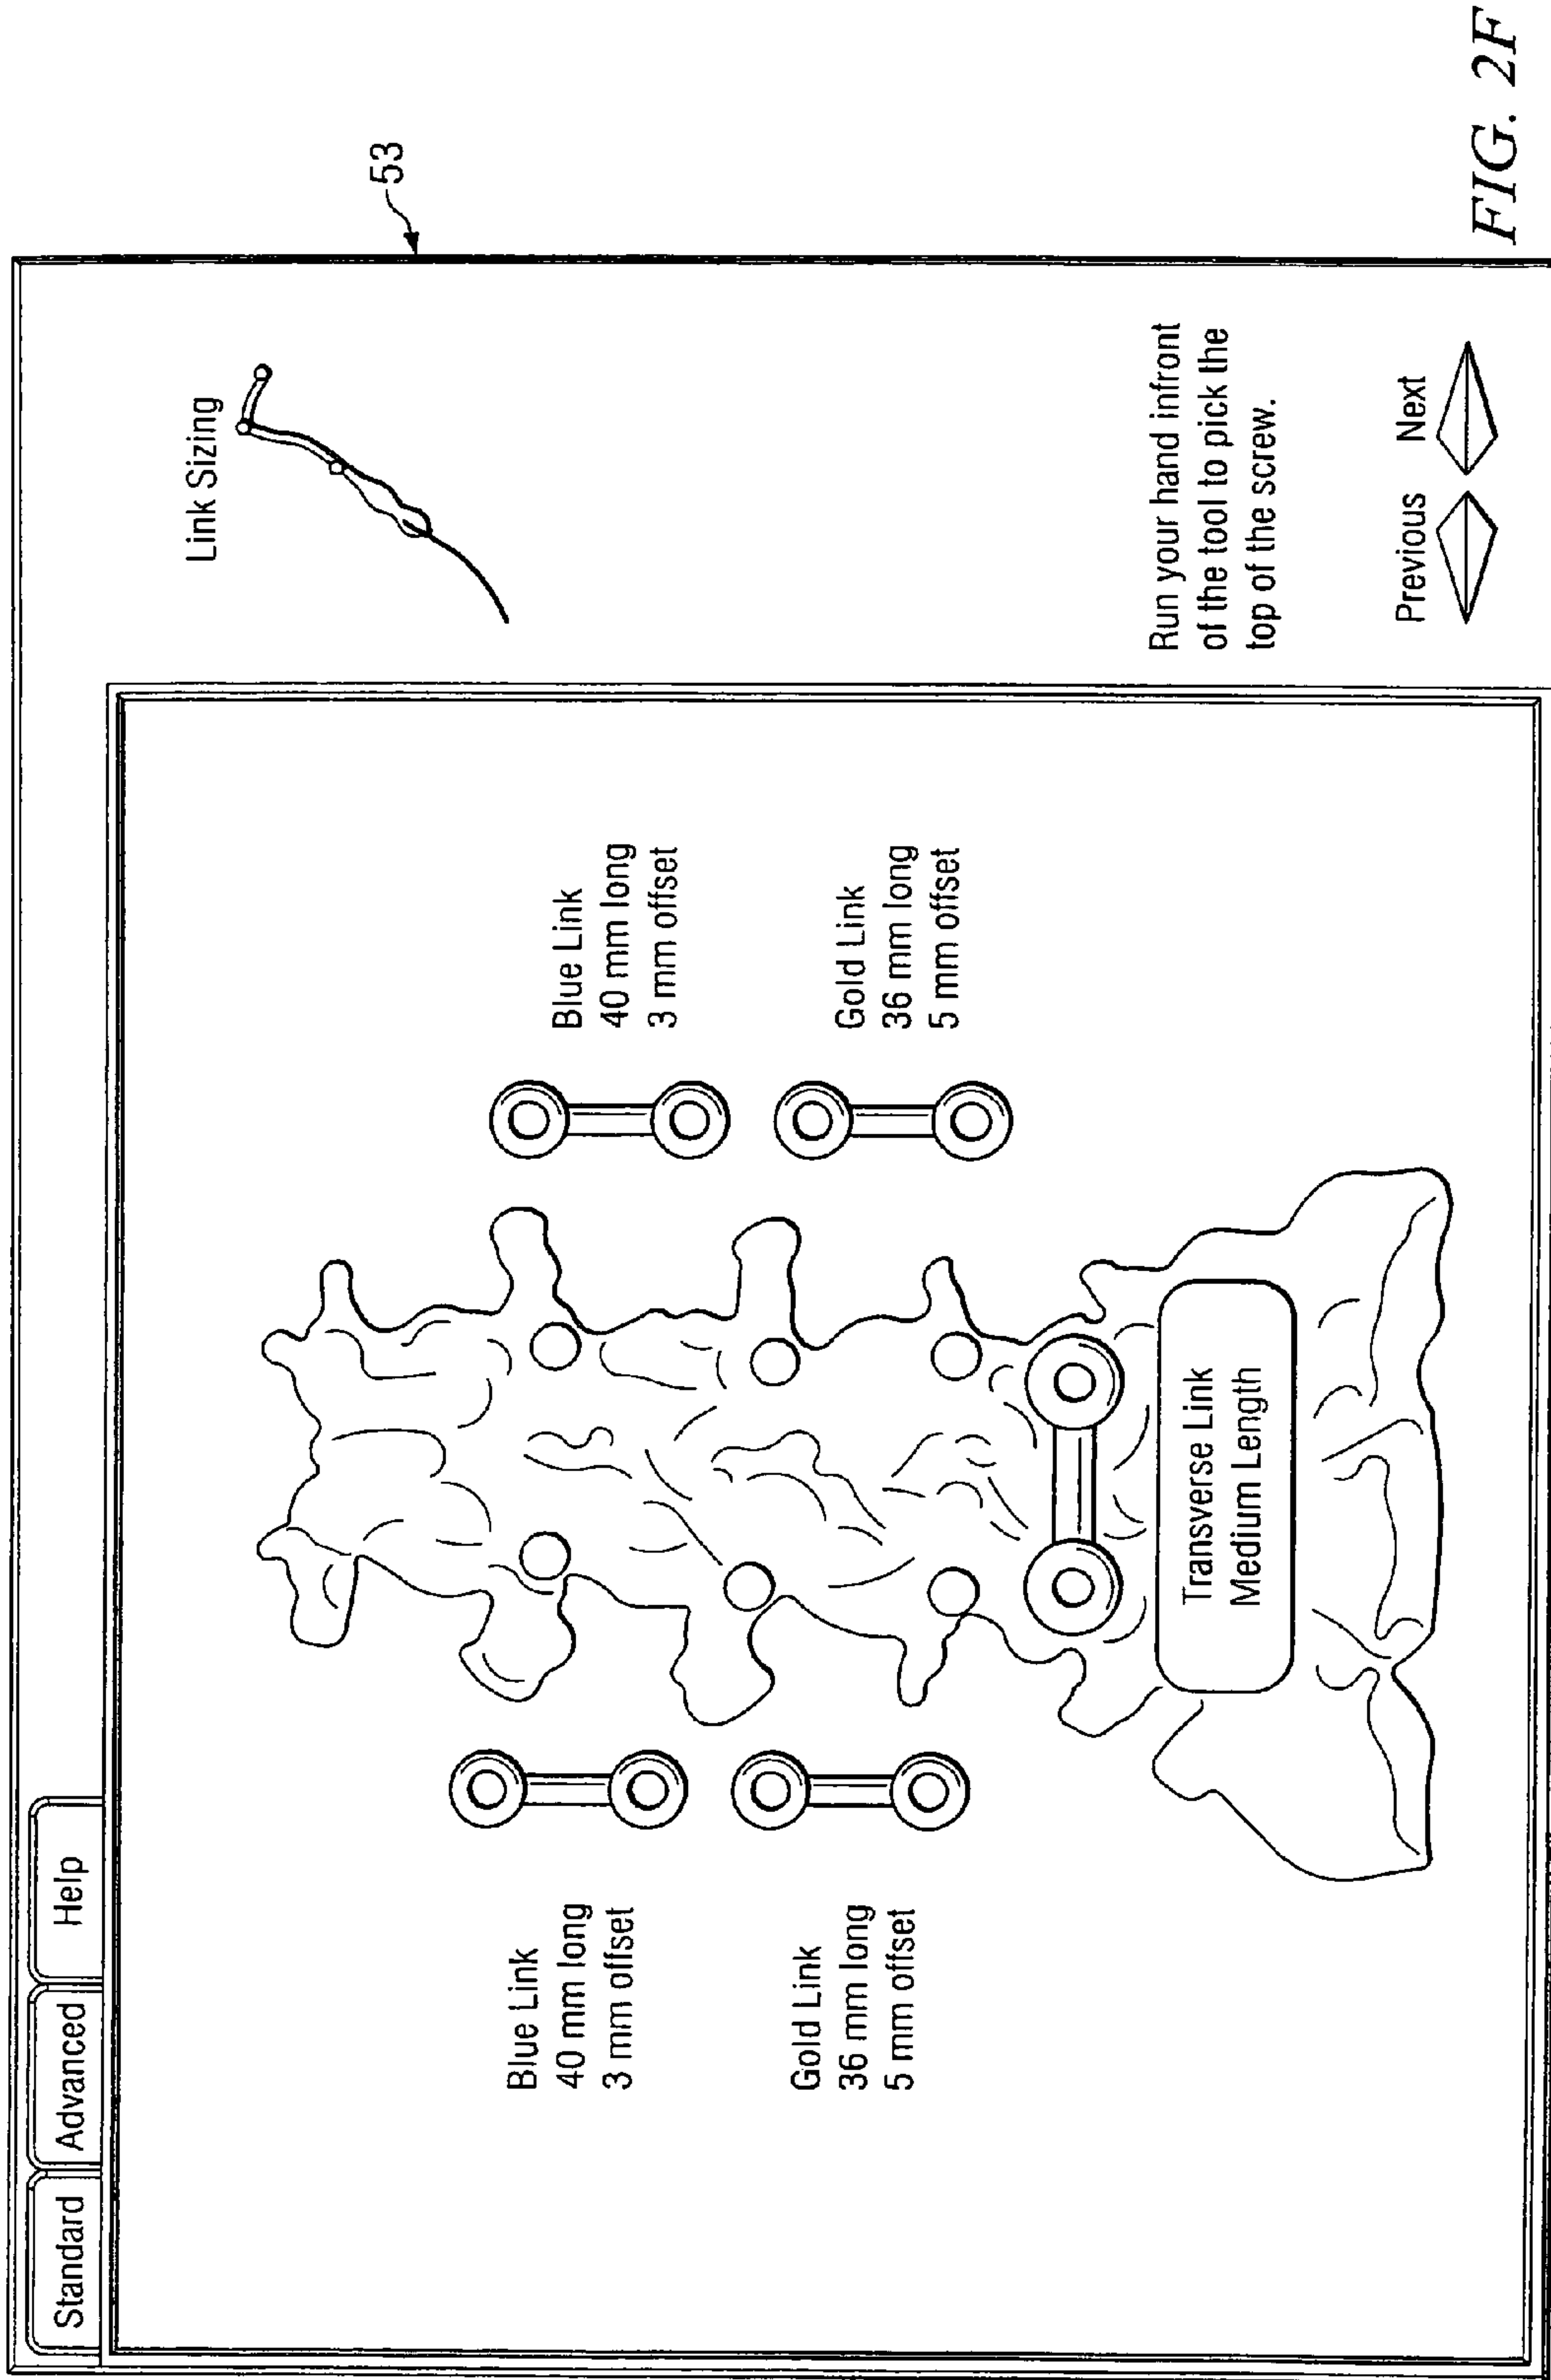 Standard
Advanced
Help
Blue Link
40 mm long
3 mm offset
Gold Link
36 mm long
5 mm offset
Transverse Link
Medium Length
Blue Link
40 mm long
3 mm offset
Gold Link
36 mm long
5 mm offset
Link Sizing
53
Run your hand infront
of the tool to pick the
top of the screw.
Previous
Next
FIG. 2F